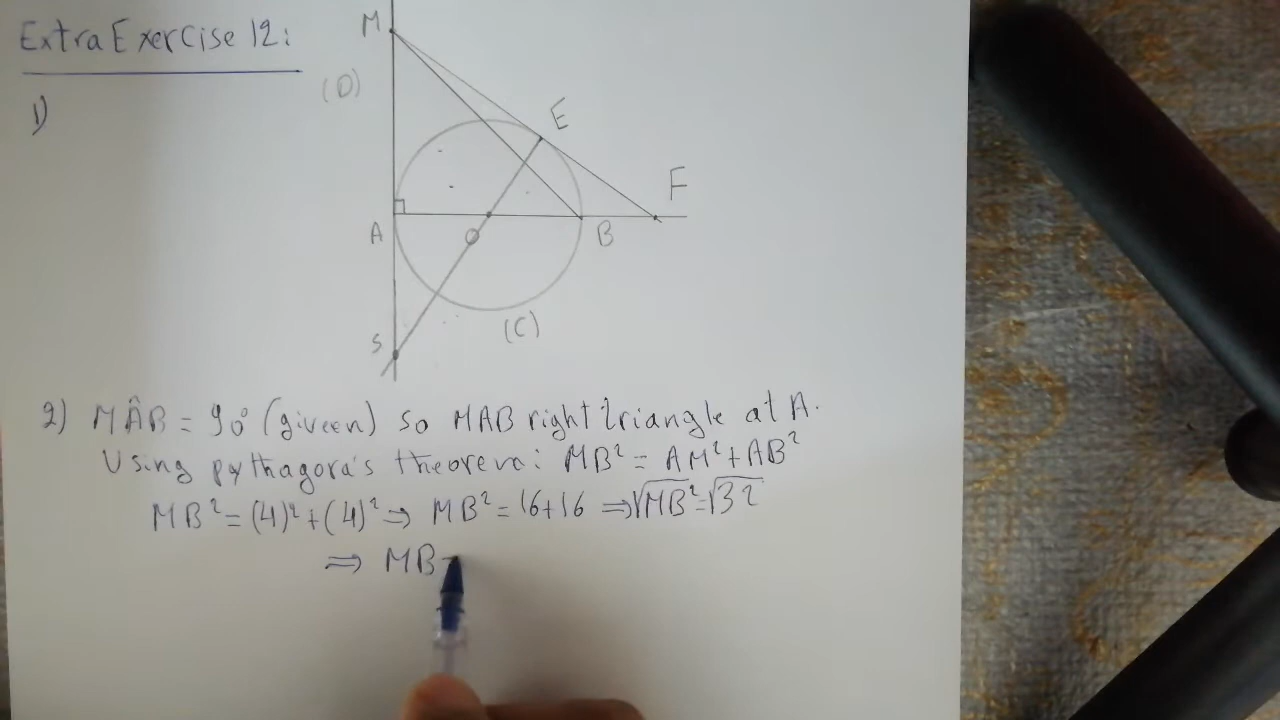 Extra Exercise 12:
1)
M
(D)
E
F
A
O
B
S
(C)
2) MÂB = 90° (giveen) so MAB right triangle at A.
Using pythagora's theorem: MB² = AM² + AB²
MB² = (4)² + (4)² ⇒ MB² = 16+16 ⇒ √MB² = √32
⇒ MB =